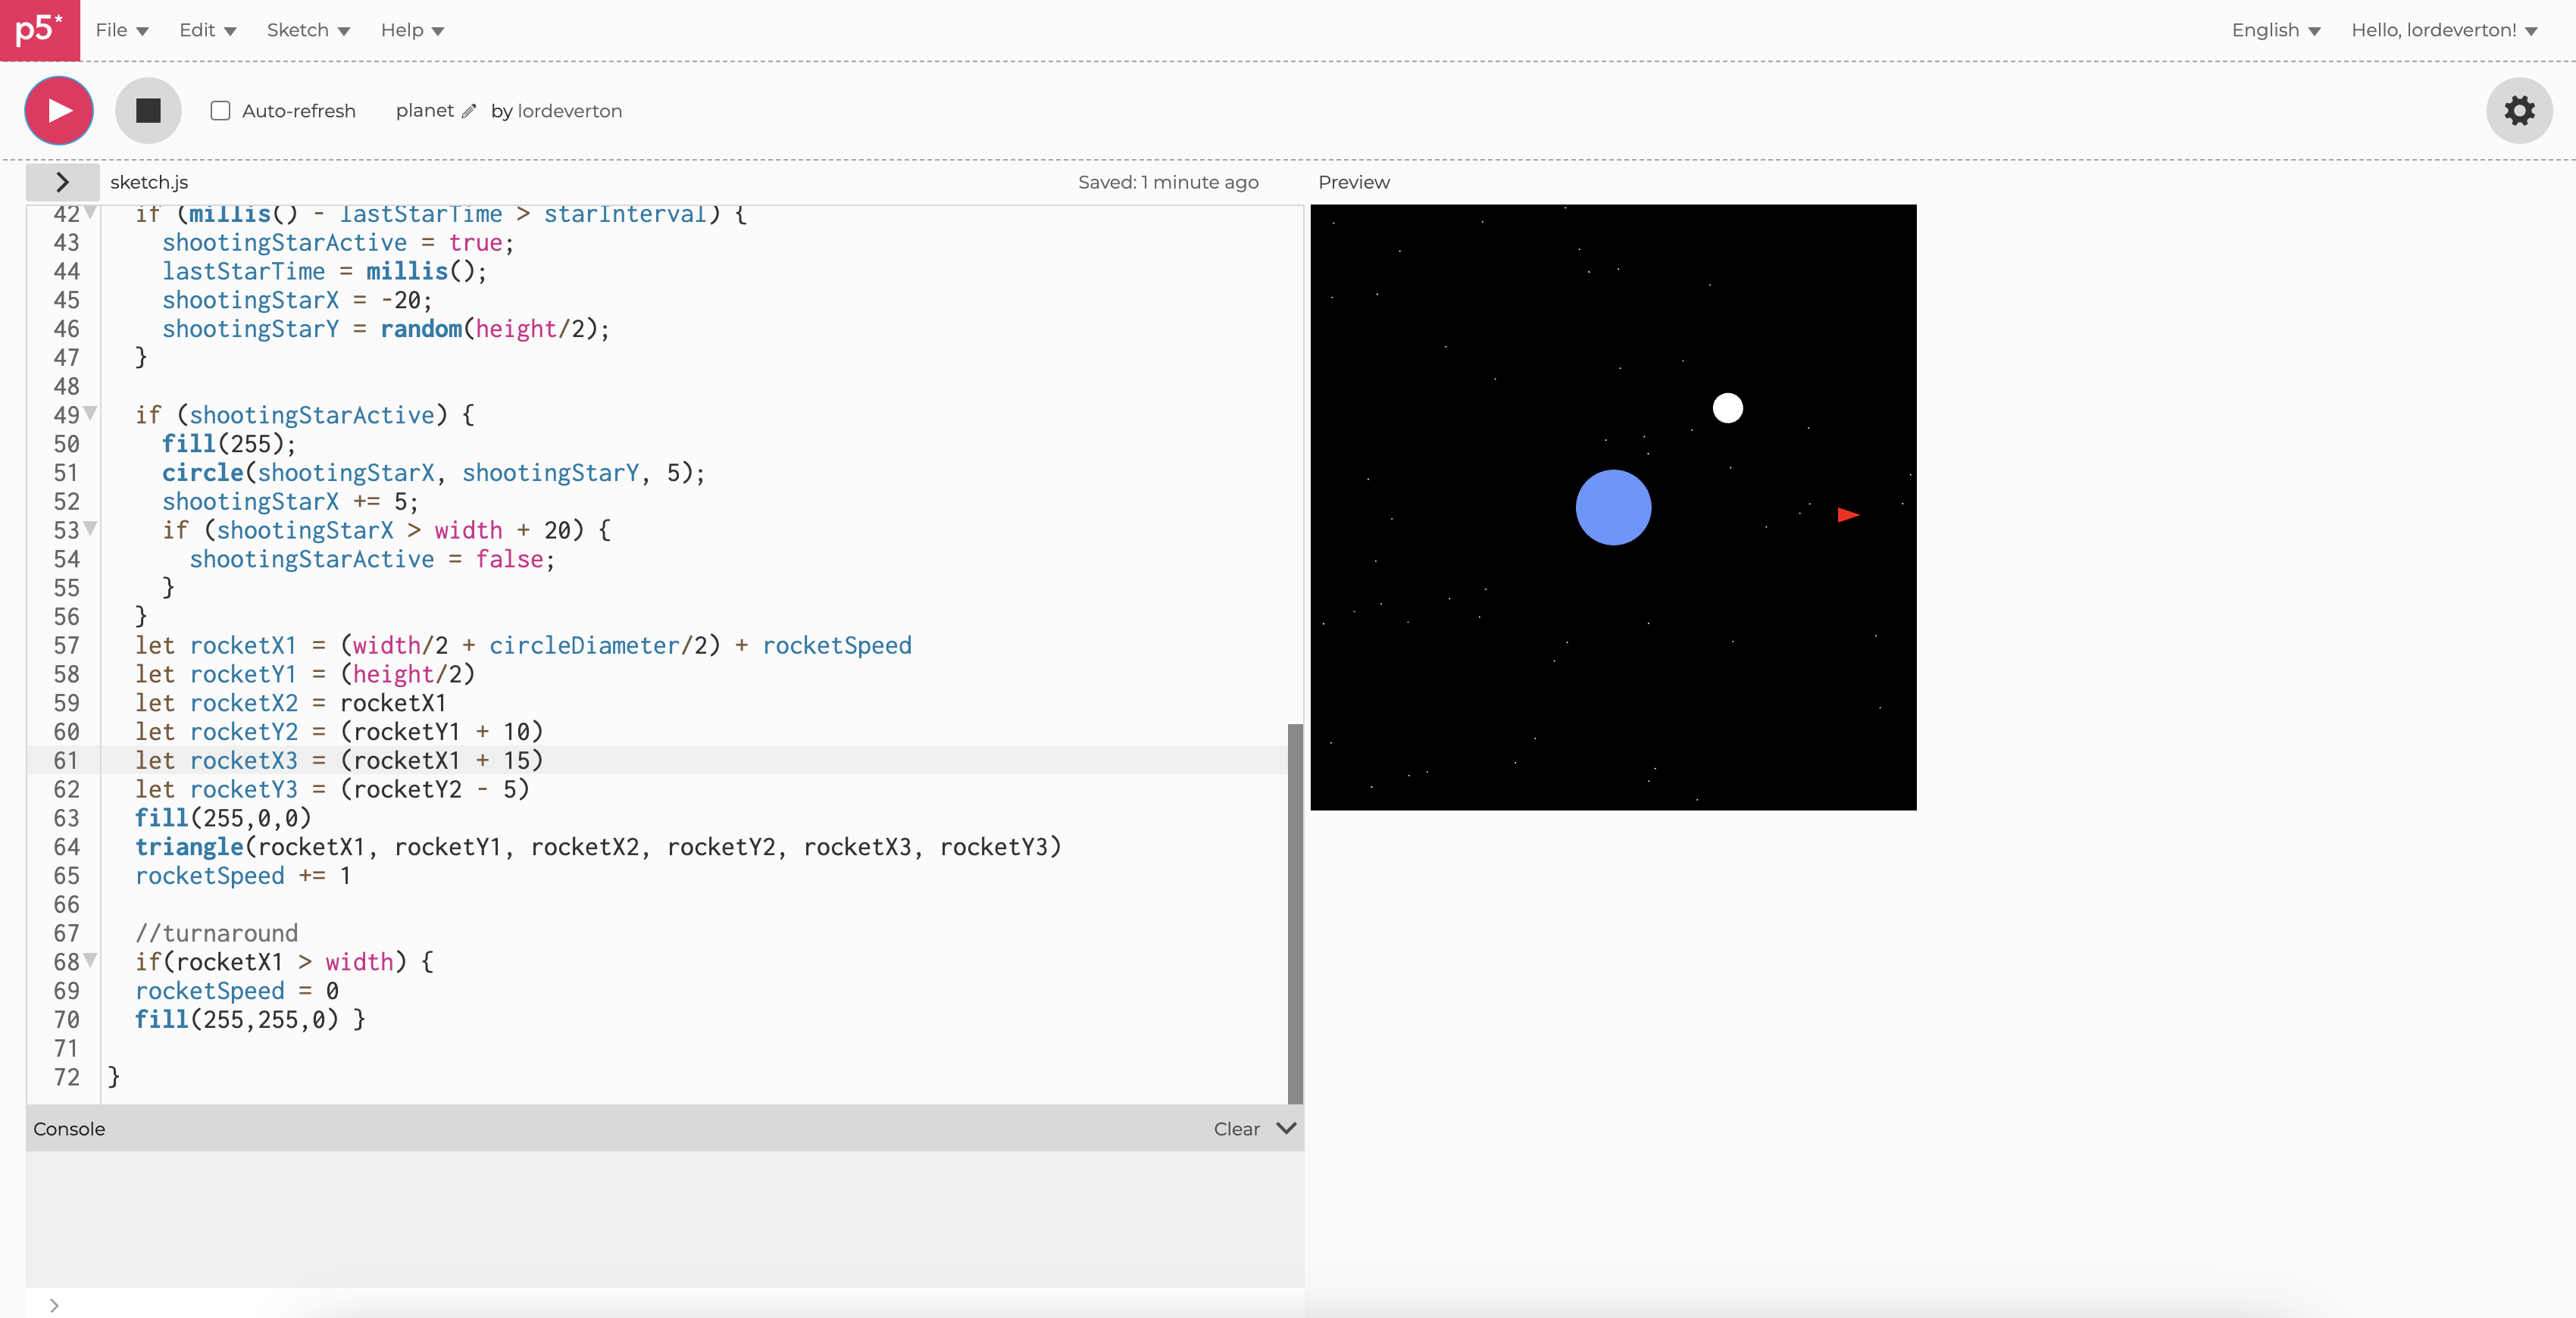 p5* File Edit Sketch Help English Hello, lordeverton!
Auto-refresh planet by lordeverton
sketch.js Saved: 1 minute ago Preview
42 if (millis() - lastStarTime > starInterval) {
43 shootingStarActive = true;
44 lastStarTime = millis();
45 shootingStarX = -20;
46 shootingStarY = random(height/2);
47 }
48
49 if (shootingStarActive) {
50 fill(255);
51 circle(shootingStarX, shootingStarY, 5);
52 shootingStarX += 5;
53 if (shootingStarX > width + 20) {
54 shootingStarActive = false;
55 }
56 }
57 let rocketX1 = (width/2 + circleDiameter/2) + rocketSpeed
58 let rocketY1 = (height/2)
59 let rocketX2 = rocketX1
60 let rocketY2 = (rocketY1 + 10)
61 let rocketX3 = (rocketX1 + 15)
62 let rocketY3 = (rocketY2 - 5)
63 fill(255,0,0)
64 triangle(rocketX1, rocketY1, rocketX2, rocketY2, rocketX3, rocketY3)
65 rocketSpeed += 1
66
67 //turnaround
68 if(rocketX1 > width) {
69 rocketSpeed = 0
70 fill(255,255,0) }
71
72 }
Console Clear